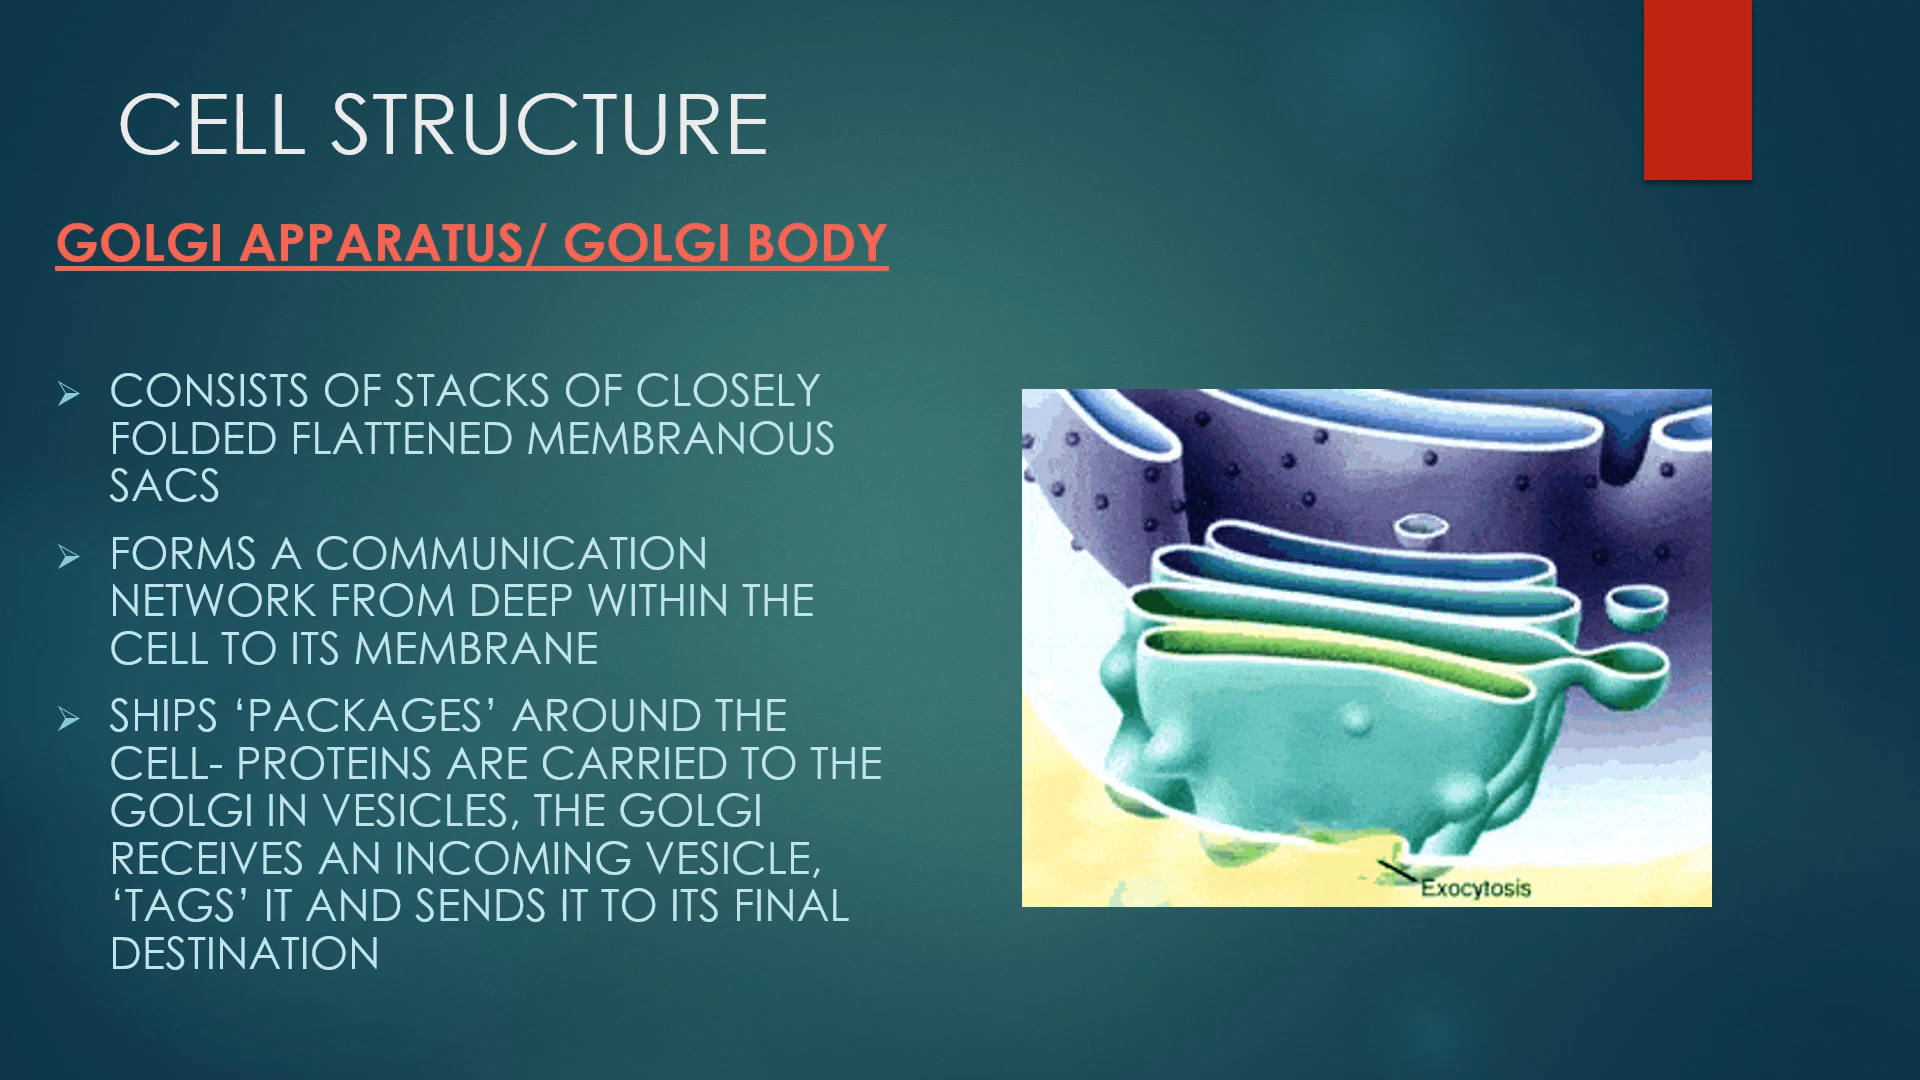 CELL STRUCTURE
GOLGI APPARATUS/ GOLGI BODY
➢ CONSISTS OF STACKS OF CLOSELY
FOLDED FLATTENED MEMBRANOUS
SACS
➢ FORMS A COMMUNICATION
NETWORK FROM DEEP WITHIN THE
CELL TO ITS MEMBRANE
➢ SHIPS ‘PACKAGES’ AROUND THE
CELL- PROTEINS ARE CARRIED TO THE
GOLGI IN VESICLES, THE GOLGI
RECEIVES AN INCOMING VESICLE,
‘TAGS’ IT AND SENDS IT TO ITS FINAL
DESTINATION
Exocytosis